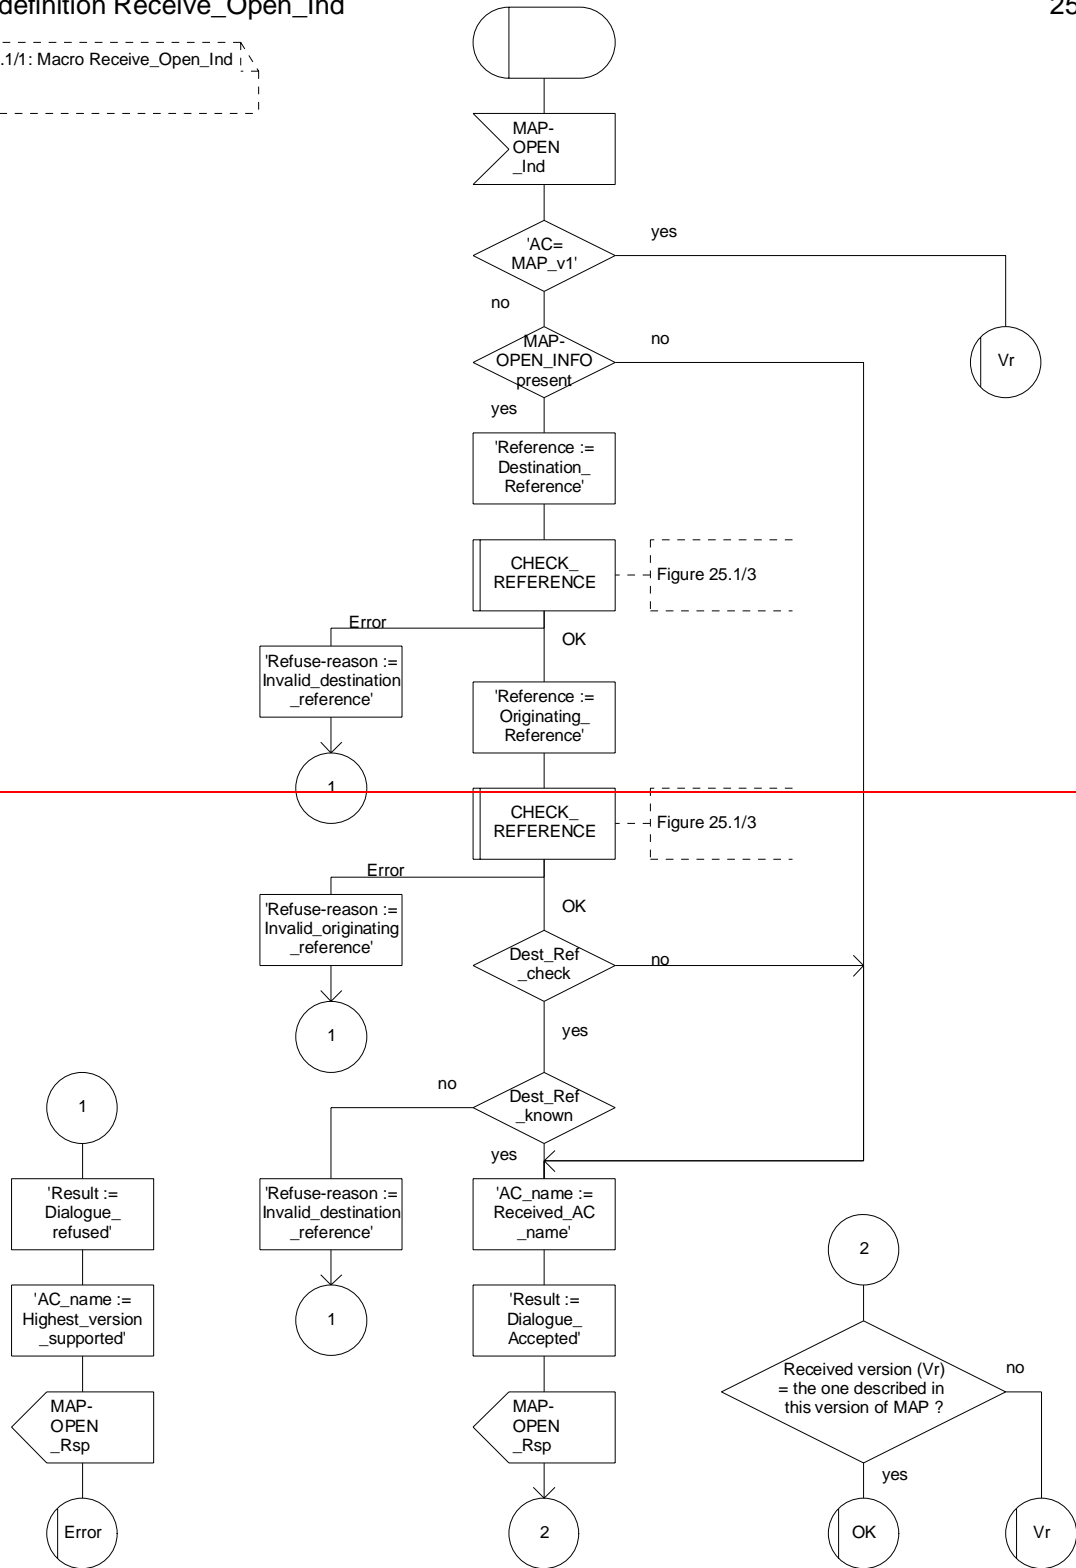 definition Receive_Open_Ind
25
.1/1: Macro Receive_Open_Ind
MAP-
OPEN
_Ind
'AC=
MAP_v1'
yes
no
MAP-
OPEN_INFO
present
no
yes
Vr
'Reference :=
Destination_
Reference'
CHECK_
REFERENCE
Figure 25.1/3
Error
OK
'Refuse-reason :=
Invalid_destination
_reference'
1
'Reference :=
Originating_
Reference'
CHECK_
REFERENCE
Figure 25.1/3
Error
OK
'Refuse-reason :=
Invalid_originating
_reference'
1
Dest_Ref
_check
no
yes
Dest_Ref
_known
no
yes
1
'Result :=
Dialogue_
refused'
'AC_name :=
Highest_version
_supported'
MAP-
OPEN
_Rsp
Error
'Refuse-reason :=
Invalid_destination
_reference'
1
'AC_name :=
Received_AC
_name'
'Result :=
Dialogue_
Accepted'
MAP-
OPEN
_Rsp
2
2
Received version (Vr)
= the one described in
this version of MAP ?
no
yes
OK
Vr